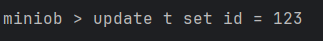 miniob > update t set id = 123